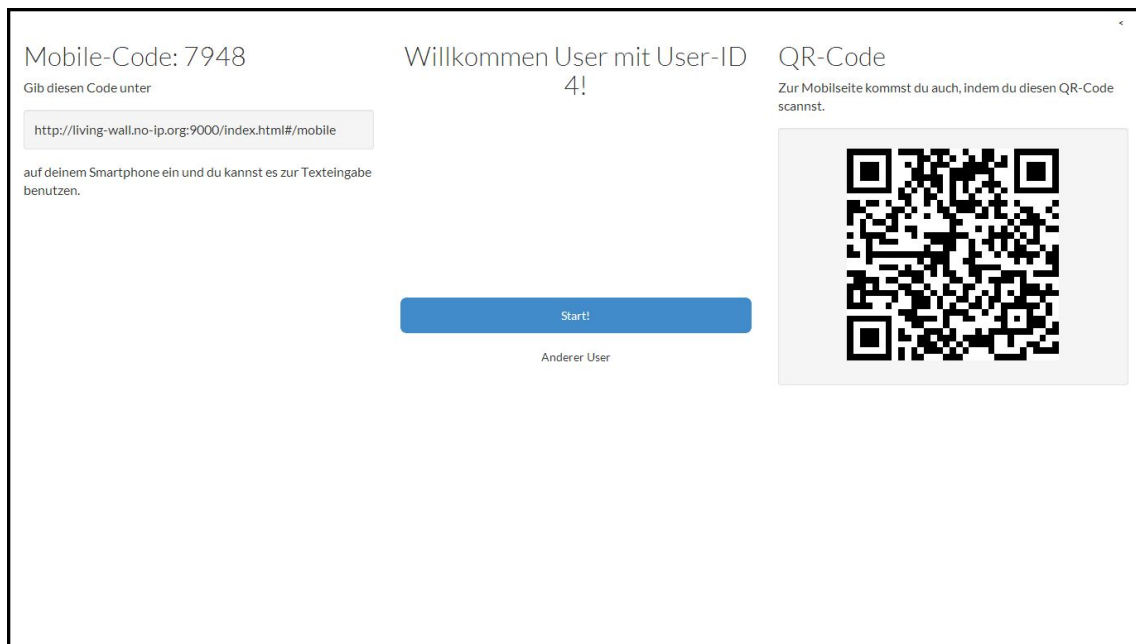 <
Mobile-Code: 7948
Gib diesen Code unter
http://living-wall.no-ip.org:9000/index.html#/mobile
auf deinem Smartphone ein und du kannst es zur Texteingabe
benutzen.
Willkommen User mit User-ID
4!
Start!
Anderer User
QR-Code
Zur Mobilseite kommst du auch, indem du diesen QR-Code
scannst.